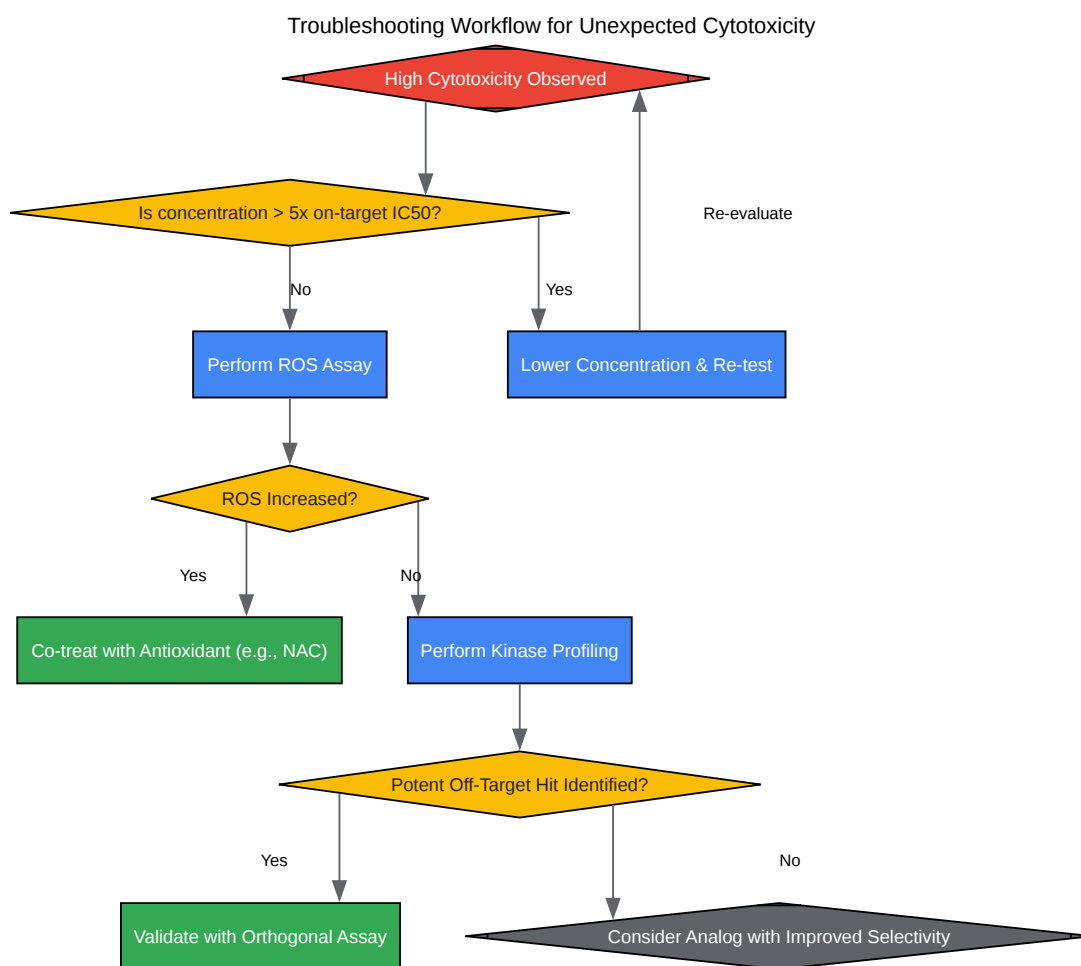 Troubleshooting Workflow for Unexpected Cytotoxicity
High Cytotoxicity Observed
Is concentration > 5x on-target IC50?
Re-evaluate
No
Yes
Perform ROS Assay
Lower Concentration & Re-test
ROS Increased?
Yes
No
Co-treat with Antioxidant (e.g., NAC)
Perform Kinase Profiling
Potent Off-Target Hit Identified?
Yes
No
Validate with Orthogonal Assay
Consider Analog with Improved Selectivity